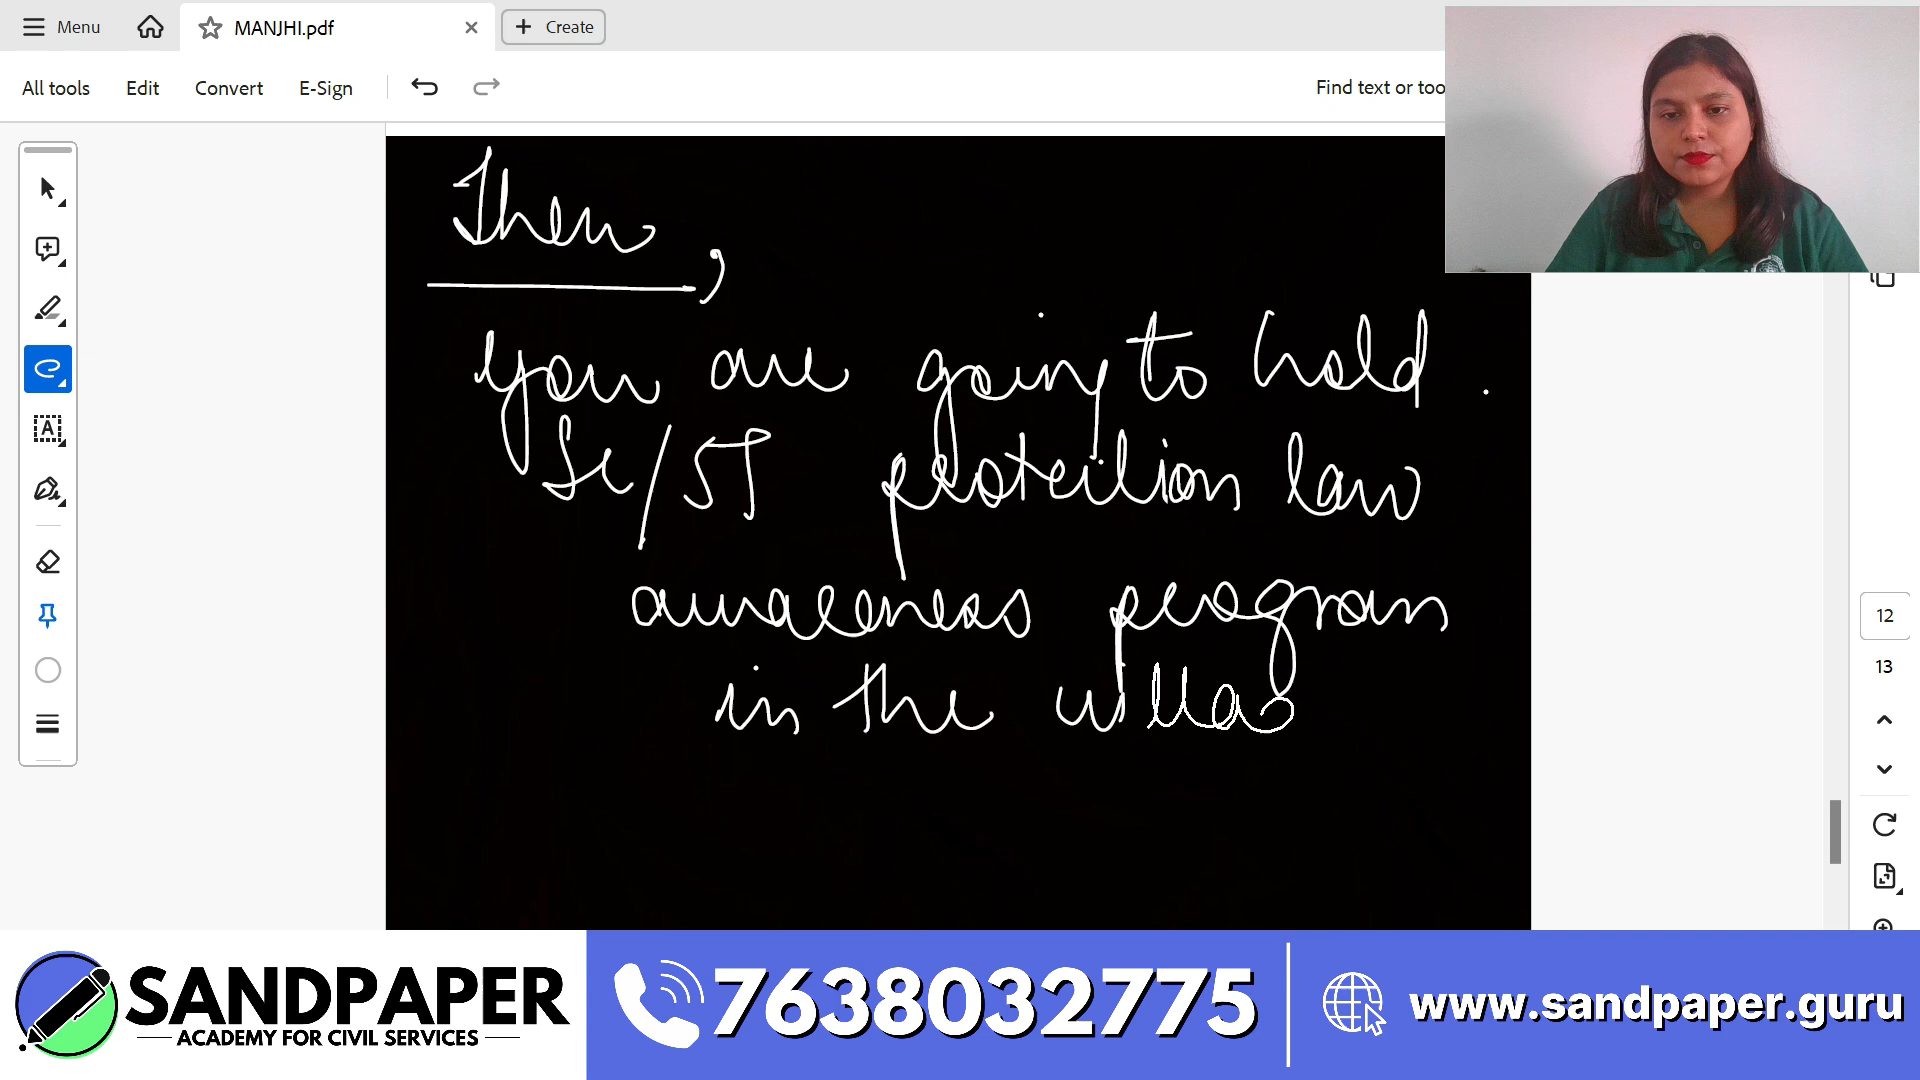 Menu
MANJHI.pdf
Create
All tools
Edit
Convert
E-Sign
Find text or too
Then,
you are going to hold
SC/ST protection law
awareness program
in the villag
12
13
SANDPAPER
ACADEMY FOR CIVIL SERVICES
7638032775
www.sandpaper.guru